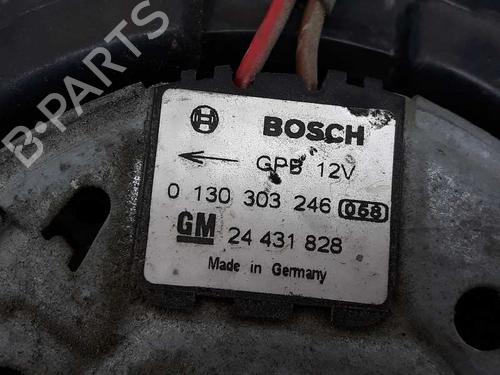 BOSCH
GPB 12V
0 130 303 246 068
GM 24 431 828
Made in Germany
B-PARTS